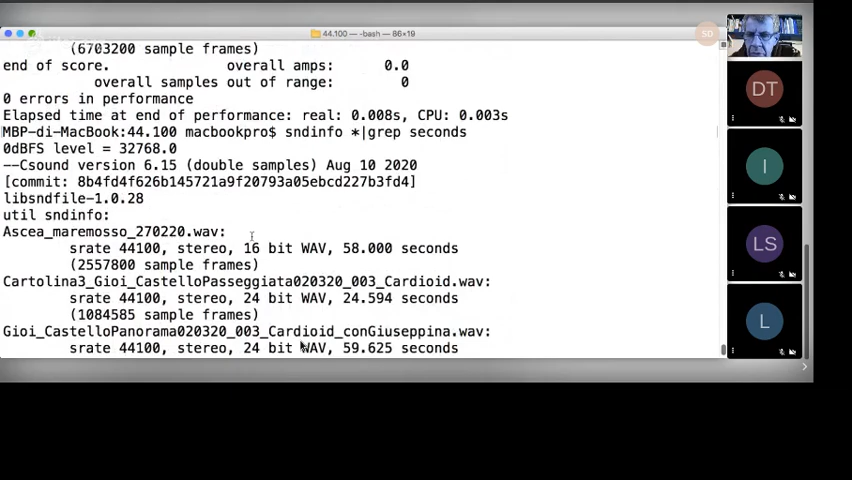 44.100 — -bash — 86×19
(6703200 sample frames)
end of score. overall amps: 0.0
overall samples out of range: 0
0 errors in performance
Elapsed time at end of performance: real: 0.008s, CPU: 0.003s
MBP-di-MacBook:44.100 macbookpro$ sndinfo *|grep seconds
0dBFS level = 32768.0
--Csound version 6.15 (double samples) Aug 10 2020
[commit: 8b4fd4f626b145721a9f20793a05ebcd227b3fd4]
libsndfile-1.0.28
util sndinfo:
Ascea_maremosso_270220.wav:
srate 44100, stereo, 16 bit WAV, 58.000 seconds
(2557800 sample frames)
Cartolina3_Gioi_CastelloPasseggiata020320_003_Cardioid.wav:
srate 44100, stereo, 24 bit WAV, 24.594 seconds
(1084585 sample frames)
Gioi_CastelloPanorama020320_003_Cardioid_conGiuseppina.wav:
srate 44100, stereo, 24 bit WAV, 59.625 seconds
SD
DT
I
LS
L